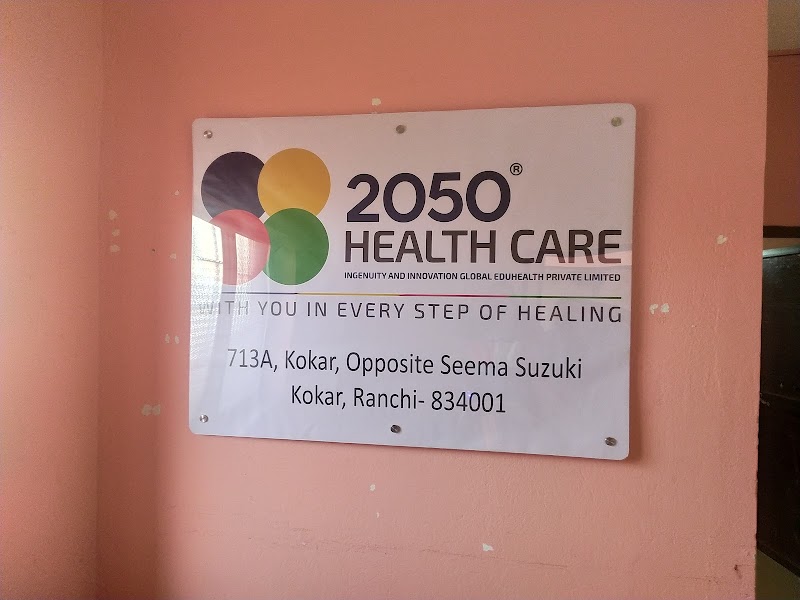 2050®
HEALTH CARE
INGENUITY AND INNOVATION GLOBAL EDUHEALTH PRIVATE LIMITED
WITH YOU IN EVERY STEP OF HEALING
713A, Kokar, Opposite Seema Suzuki
Kokar, Ranchi- 834001